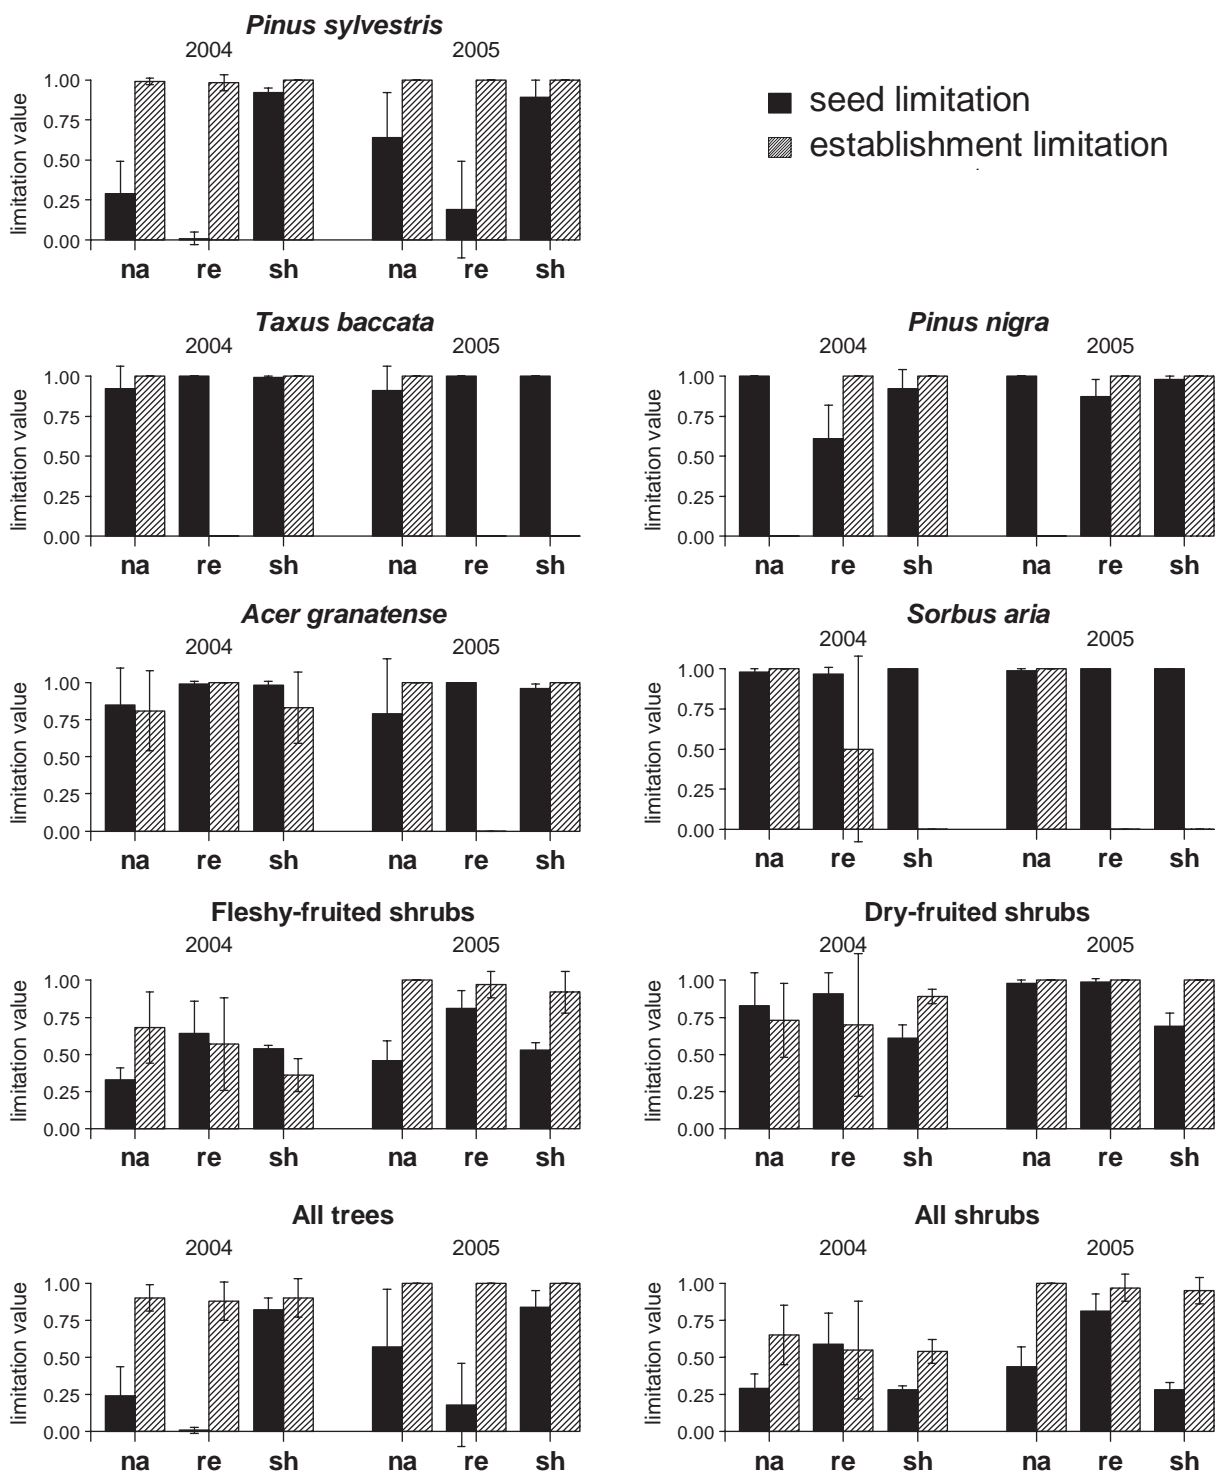 Pinus sylvestris
2004 2005
limitation value
1.00
0.75
0.50
0.25
0.00
na re sh na re sh
seed limitation
establishment limitation
Taxus baccata
2004 2005
limitation value
1.00
0.75
0.50
0.25
0.00
na re sh na re sh
Pinus nigra
2004 2005
limitation value
1.00
0.75
0.50
0.25
0.00
na re sh na re sh
Acer granatense
2004 2005
limitation value
1.00
0.75
0.50
0.25
0.00
na re sh na re sh
Sorbus aria
2004 2005
limitation value
1.00
0.75
0.50
0.25
0.00
na re sh na re sh
Fleshy-fruited shrubs
2004 2005
limitation value
1.00
0.75
0.50
0.25
0.00
na re sh na re sh
Dry-fruited shrubs
2004 2005
limitation value
1.00
0.75
0.50
0.25
0.00
na re sh na re sh
All trees
2004 2005
limitation value
1.00
0.75
0.50
0.25
0.00
na re sh na re sh
All shrubs
2004 2005
limitation value
1.00
0.75
0.50
0.25
0.00
na re sh na re sh